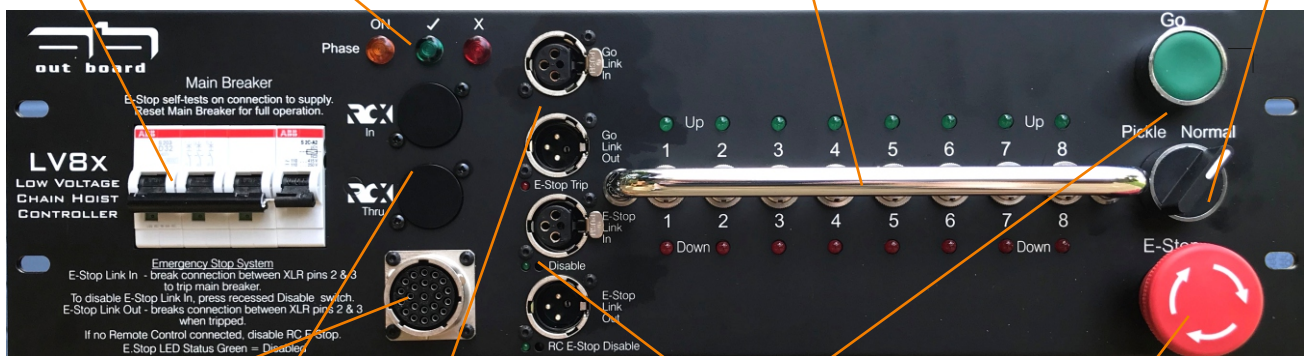 out board
Main Breaker
E-Stop self-tests on connection to supply.
Reset Main Breaker for full operation.
ABB
ABB
S 2C-A2
LV8x
Low Voltage
Chain Hoist
Controller
Emergency Stop System
E-Stop Link In - break connection between XLR pins 2 & 3
to trip main breaker.
To disable E-Stop Link In, press recessed Disable switch.
E-Stop Link Out - breaks connection between XLR pins 2 & 3
when tripped.
If no Remote Control connected, disable RC E-Stop.
E.Stop LED Status Green = Disabled
ON ✓ X
Phase
RCX
In
RCX
Thru
Go
Link
In
Go
Link
Out
E-Stop Trip
E-Stop
Link
In
Disable
E-Stop
Link
Out
RC E-Stop Disable
Up Up
1 2 3 4 5 6 7 8
1 2 3 4 5 6 7 8
Down Down
Go
Pickle Normal
E-Stop